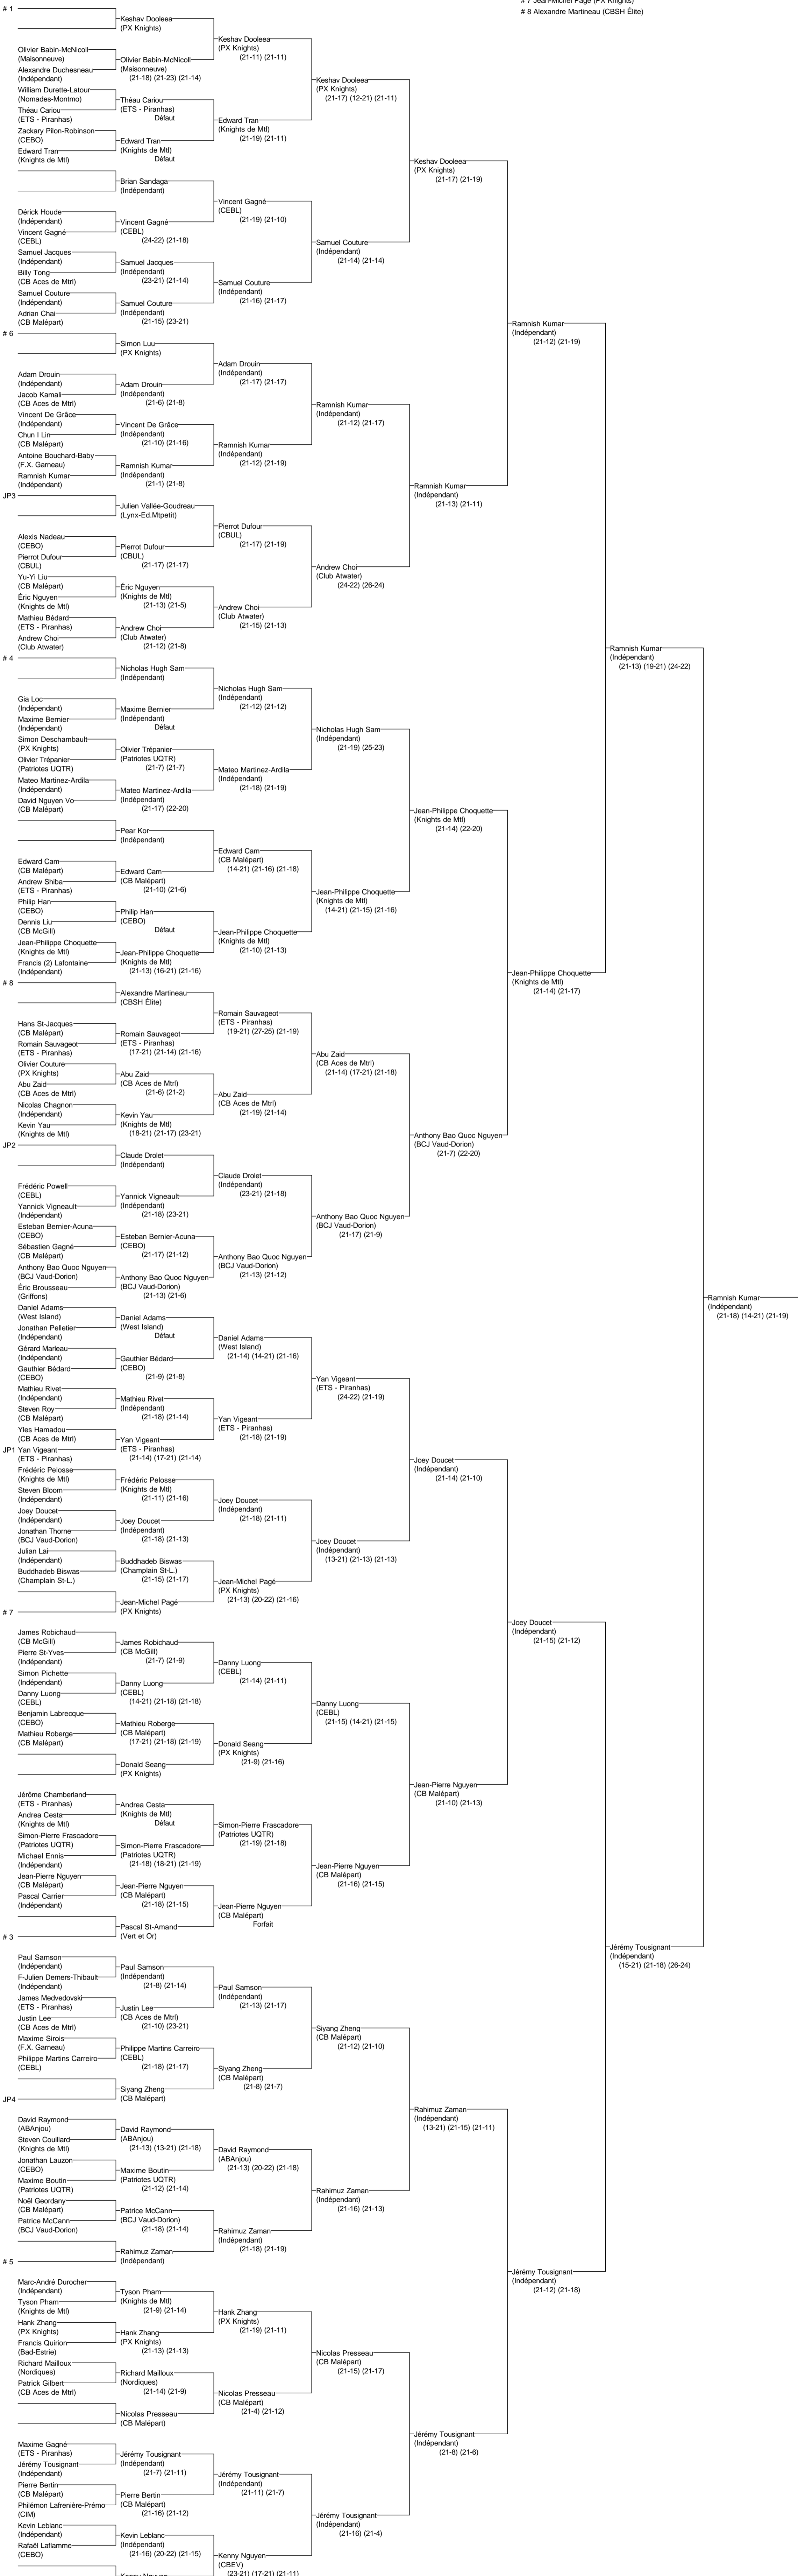 # 7 Jean-Michel Pagé (PX Knights)
# 8 Alexandre Martineau (CBSH Élite)
# 1
Olivier Babin-McNicoll
(Maisonneuve)
Alexandre Duchesneau
(Indépendant)
William Durette-Latour
(Nomades-Montmo)
Théau Cariou
(ETS - Piranhas)
Zackary Pilon-Robinson
(CEBO)
Edward Tran
(Knights de Mtl)
Dérick Houde
(Indépendant)
Vincent Gagné
(CEBL)
Samuel Jacques
(Indépendant)
Billy Tong
(CB Aces de Mtrl)
Samuel Couture
(Indépendant)
Adrian Chai
(CB Malépart)
# 6
Adam Drouin
(Indépendant)
Jacob Kamali
(CB Aces de Mtrl)
Vincent De Grâce
(Indépendant)
Chun I Lin
(CB Malépart)
Antoine Bouchard-Baby
(F.X. Garneau)
Ramnish Kumar
(Indépendant)
JP3
Alexis Nadeau
(CEBO)
Pierrot Dufour
(CBUL)
Yu-Yi Liu
(CB Malépart)
Éric Nguyen
(Knights de Mtl)
Mathieu Bédard
(ETS - Piranhas)
Andrew Choi
(Club Atwater)
# 4
Gia Loc
(Indépendant)
Maxime Bernier
(Indépendant)
Simon Deschambault
(PX Knights)
Olivier Trépanier
(Patriotes UQTR)
Mateo Martinez-Ardila
(Indépendant)
David Nguyen Vo
(CB Malépart)
Edward Cam
(CB Malépart)
Andrew Shiba
(ETS - Piranhas)
Philip Han
(CEBO)
Dennis Liu
(CB McGill)
Jean-Philippe Choquette
(Knights de Mtl)
Francis (2) Lafontaine
(Indépendant)
# 8
Hans St-Jacques
(CB Malépart)
Romain Sauvageot
(ETS - Piranhas)
Olivier Couture
(PX Knights)
Abu Zaid
(CB Aces de Mtrl)
Nicolas Chagnon
(Indépendant)
Kevin Yau
(Knights de Mtl)
JP2
Frédéric Powell
(CEBL)
Yannick Vigneault
(Indépendant)
Esteban Bernier-Acuna
(CEBO)
Sébastien Gagné
(CB Malépart)
Anthony Bao Quoc Nguyen
(BCJ Vaud-Dorion)
Éric Brousseau
(Griffons)
Daniel Adams
(West Island)
Jonathan Pelletier
(Indépendant)
Gérard Marleau
(Indépendant)
Gauthier Bédard
(CEBO)
Mathieu Rivet
(Indépendant)
Steven Roy
(CB Malépart)
Yles Hamadou
(CB Aces de Mtrl)
JP1 Yan Vigeant
(ETS - Piranhas)
Frédéric Pelosse
(Knights de Mtl)
Steven Bloom
(Indépendant)
Joey Doucet
(Indépendant)
Jonathan Thorne
(BCJ Vaud-Dorion)
Julian Lai
(Indépendant)
Buddhadeb Biswas
(Champlain St-L.)
# 7
James Robichaud
(CB McGill)
Pierre St-Yves
(Indépendant)
Simon Pichette
(Indépendant)
Danny Luong
(CEBL)
Benjamin Labrecque
(CEBO)
Mathieu Roberge
(CB Malépart)
Jérôme Chamberland
(ETS - Piranhas)
Andrea Cesta
(Knights de Mtl)
Simon-Pierre Frascadore
(Patriotes UQTR)
Michael Ennis
(Indépendant)
Jean-Pierre Nguyen
(CB Malépart)
Pascal Carrier
(Indépendant)
# 3
Paul Samson
(Indépendant)
F-Julien Demers-Thibault
(Indépendant)
James Medvedovski
(ETS - Piranhas)
Justin Lee
(CB Aces de Mtrl)
Maxime Sirois
(F.X. Garneau)
Philippe Martins Carreiro
(CEBL)
JP4
David Raymond
(ABAnjou)
Steven Couillard
(Knights de Mtl)
Jonathan Lauzon
(CEBO)
Maxime Boutin
(Patriotes UQTR)
Noël Geordany
(CB Malépart)
Patrice McCann
(BCJ Vaud-Dorion)
# 5
Marc-André Durocher
(Indépendant)
Tyson Pham
(Knights de Mtl)
Hank Zhang
(PX Knights)
Francis Quirion
(Bad-Estrie)
Richard Mailloux
(Nordiques)
Patrick Gilbert
(CB Aces de Mtrl)
Maxime Gagné
(ETS - Piranhas)
Jérémy Tousignant
(Indépendant)
Pierre Bertin
(CB Malépart)
Philémon Lafrenière-Prémo
(CIM)
Kevin Leblanc
(Indépendant)
Rafaël Laflamme
(CEBO)
Keshav Dooleea
(PX Knights)
Olivier Babin-McNicoll
(Maisonneuve)
(21-18) (21-23) (21-14)
Théau Cariou
(ETS - Piranhas)
Défaut
Edward Tran
(Knights de Mtl)
Défaut
Brian Sandaga
(Indépendant)
Vincent Gagné
(CEBL)
(24-22) (21-18)
Samuel Jacques
(Indépendant)
(23-21) (21-14)
Samuel Couture
(Indépendant)
(21-15) (23-21)
Simon Luu
(PX Knights)
Adam Drouin
(Indépendant)
(21-6) (21-8)
Vincent De Grâce
(Indépendant)
(21-10) (21-16)
Ramnish Kumar
(Indépendant)
(21-1) (21-8)
Julien Vallée-Goudreau
(Lynx-Ed.Mtpetit)
Pierrot Dufour
(CBUL)
(21-17) (21-17)
Éric Nguyen
(Knights de Mtl)
(21-13) (21-5)
Andrew Choi
(Club Atwater)
(21-12) (21-8)
Nicholas Hugh Sam
(Indépendant)
Maxime Bernier
(Indépendant)
Défaut
Olivier Trépanier
(Patriotes UQTR)
(21-7) (21-7)
Mateo Martinez-Ardila
(Indépendant)
(21-17) (22-20)
Pear Kor
(Indépendant)
Edward Cam
(CB Malépart)
(21-10) (21-6)
Philip Han
(CEBO)
Défaut
Jean-Philippe Choquette
(Knights de Mtl)
(21-13) (16-21) (21-16)
Alexandre Martineau
(CBSH Élite)
Romain Sauvageot
(ETS - Piranhas)
(17-21) (21-14) (21-16)
Abu Zaid
(CB Aces de Mtrl)
(21-6) (21-2)
Kevin Yau
(Knights de Mtl)
(18-21) (21-17) (23-21)
Claude Drolet
(Indépendant)
Yannick Vigneault
(Indépendant)
(21-18) (23-21)
Esteban Bernier-Acuna
(CEBO)
(21-17) (21-12)
Anthony Bao Quoc Nguyen
(BCJ Vaud-Dorion)
(21-13) (21-6)
Daniel Adams
(West Island)
Défaut
Gauthier Bédard
(CEBO)
(21-9) (21-8)
Mathieu Rivet
(Indépendant)
(21-18) (21-14)
Yan Vigeant
(ETS - Piranhas)
(21-14) (17-21) (21-14)
Frédéric Pelosse
(Knights de Mtl)
(21-11) (21-16)
Joey Doucet
(Indépendant)
(21-18) (21-13)
Buddhadeb Biswas
(Champlain St-L.)
(21-15) (21-17)
Jean-Michel Pagé
(PX Knights)
James Robichaud
(CB McGill)
(21-7) (21-9)
Danny Luong
(CEBL)
(14-21) (21-18) (21-18)
Mathieu Roberge
(CB Malépart)
(17-21) (21-18) (21-19)
Donald Seang
(PX Knights)
Andrea Cesta
(Knights de Mtl)
Défaut
Simon-Pierre Frascadore
(Patriotes UQTR)
(21-18) (18-21) (21-19)
Jean-Pierre Nguyen
(CB Malépart)
(21-18) (21-15)
Pascal St-Amand
(Vert et Or)
Paul Samson
(Indépendant)
(21-8) (21-14)
Justin Lee
(CB Aces de Mtrl)
(21-10) (23-21)
Philippe Martins Carreiro
(CEBL)
(21-18) (21-17)
Siyang Zheng
(CB Malépart)
David Raymond
(ABAnjou)
(21-13) (13-21) (21-18)
Maxime Boutin
(Patriotes UQTR)
(21-12) (21-14)
Patrice McCann
(BCJ Vaud-Dorion)
(21-18) (21-14)
Rahimuz Zaman
(Indépendant)
Tyson Pham
(Knights de Mtl)
(21-9) (21-14)
Hank Zhang
(PX Knights)
(21-13) (21-13)
Richard Mailloux
(Nordiques)
(21-14) (21-9)
Nicolas Presseau
(CB Malépart)
Jérémy Tousignant
(Indépendant)
(21-7) (21-11)
Pierre Bertin
(CB Malépart)
(21-16) (21-12)
Kevin Leblanc
(Indépendant)
(21-16) (20-22) (21-15)
Kenny Nguyen
Keshav Dooleea
(PX Knights)
(21-11) (21-11)
Edward Tran
(Knights de Mtl)
(21-19) (21-11)
Vincent Gagné
(CEBL)
(21-19) (21-10)
Samuel Couture
(Indépendant)
(21-16) (21-17)
Adam Drouin
(Indépendant)
(21-17) (21-17)
Ramnish Kumar
(Indépendant)
(21-12) (21-19)
Pierrot Dufour
(CBUL)
(21-17) (21-19)
Andrew Choi
(Club Atwater)
(21-15) (21-13)
Nicholas Hugh Sam
(Indépendant)
(21-12) (21-12)
Mateo Martinez-Ardila
(Indépendant)
(21-18) (21-19)
Edward Cam
(CB Malépart)
(14-21) (21-16) (21-18)
Jean-Philippe Choquette
(Knights de Mtl)
(21-10) (21-13)
Romain Sauvageot
(ETS - Piranhas)
(19-21) (27-25) (21-19)
Abu Zaid
(CB Aces de Mtrl)
(21-19) (21-14)
Claude Drolet
(Indépendant)
(23-21) (21-18)
Anthony Bao Quoc Nguyen
(BCJ Vaud-Dorion)
(21-13) (21-12)
Daniel Adams
(West Island)
(21-14) (14-21) (21-16)
Yan Vigeant
(ETS - Piranhas)
(21-18) (21-19)
Joey Doucet
(Indépendant)
(21-18) (21-11)
Jean-Michel Pagé
(PX Knights)
(21-13) (20-22) (21-16)
Danny Luong
(CEBL)
(21-14) (21-11)
Donald Seang
(PX Knights)
(21-9) (21-16)
Simon-Pierre Frascadore
(Patriotes UQTR)
(21-19) (21-18)
Jean-Pierre Nguyen
(CB Malépart)
Forfait
Paul Samson
(Indépendant)
(21-13) (21-17)
Siyang Zheng
(CB Malépart)
(21-8) (21-7)
David Raymond
(ABAnjou)
(21-13) (20-22) (21-18)
Rahimuz Zaman
(Indépendant)
(21-18) (21-19)
Hank Zhang
(PX Knights)
(21-19) (21-11)
Nicolas Presseau
(CB Malépart)
(21-4) (21-12)
Jérémy Tousignant
(Indépendant)
(21-11) (21-7)
Kenny Nguyen
(CBEV)
(23-21) (17-21) (21-11)
Keshav Dooleea
(PX Knights)
(21-17) (12-21) (21-11)
Samuel Couture
(Indépendant)
(21-14) (21-14)
Ramnish Kumar
(Indépendant)
(21-12) (21-17)
Andrew Choi
(Club Atwater)
(24-22) (26-24)
Nicholas Hugh Sam
(Indépendant)
(21-19) (25-23)
Jean-Philippe Choquette
(Knights de Mtl)
(14-21) (21-15) (21-16)
Abu Zaid
(CB Aces de Mtrl)
(21-14) (17-21) (21-18)
Anthony Bao Quoc Nguyen
(BCJ Vaud-Dorion)
(21-17) (21-9)
Yan Vigeant
(ETS - Piranhas)
(24-22) (21-19)
Joey Doucet
(Indépendant)
(13-21) (21-13) (21-13)
Danny Luong
(CEBL)
(21-15) (14-21) (21-15)
Jean-Pierre Nguyen
(CB Malépart)
(21-16) (21-15)
Siyang Zheng
(CB Malépart)
(21-12) (21-10)
Rahimuz Zaman
(Indépendant)
(21-16) (21-13)
Nicolas Presseau
(CB Malépart)
(21-15) (21-17)
Jérémy Tousignant
(Indépendant)
(21-16) (21-4)
Keshav Dooleea
(PX Knights)
(21-17) (21-19)
Ramnish Kumar
(Indépendant)
(21-13) (21-11)
Jean-Philippe Choquette
(Knights de Mtl)
(21-14) (22-20)
Anthony Bao Quoc Nguyen
(BCJ Vaud-Dorion)
(21-7) (22-20)
Joey Doucet
(Indépendant)
(21-14) (21-10)
Jean-Pierre Nguyen
(CB Malépart)
(21-10) (21-13)
Rahimuz Zaman
(Indépendant)
(13-21) (21-15) (21-11)
Jérémy Tousignant
(Indépendant)
(21-8) (21-6)
Ramnish Kumar
(Indépendant)
(21-12) (21-19)
Jean-Philippe Choquette
(Knights de Mtl)
(21-14) (21-17)
Joey Doucet
(Indépendant)
(21-15) (21-12)
Jérémy Tousignant
(Indépendant)
(21-12) (21-18)
Ramnish Kumar
(Indépendant)
(21-13) (19-21) (24-22)
Jérémy Tousignant
(Indépendant)
(15-21) (21-18) (26-24)
Ramnish Kumar
(Indépendant)
(21-18) (14-21) (21-19)